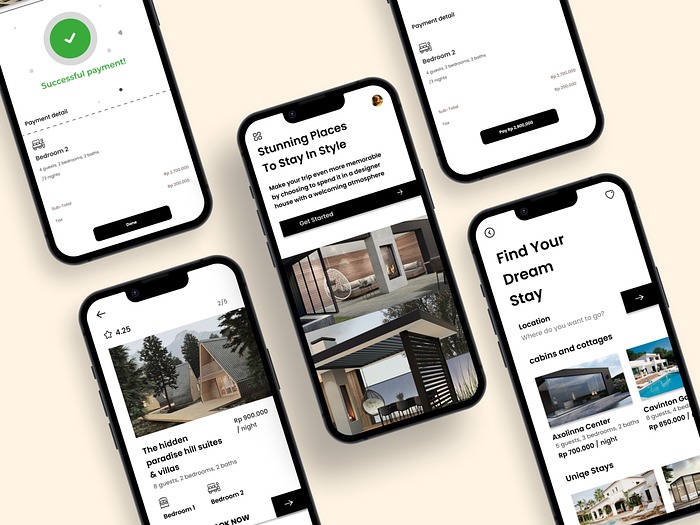 Successful payment!
Payment detail
Bedroom 2
4 guests, 2 bedrooms, 2 baths
/3 nights
Rp 2,700,000
Sub-Total
Rp 200,000
Tax
Done
Payment detail
Bedroom 2
4 guests, 2 bedrooms, 2 baths
/3 nights
Rp 2,700,000
Sub-Total
Rp 200,000
Tax
Pay Rp 2,900,000
Stunning Places
To Stay In Style
Make your trip even more memorable
by choosing to spend it in a designer
house with a welcoming atmosphere
Get Started
2/5
4.25
The hidden
paradise hill suites
& villas
Rp 900.000
/ night
8 guests, 2 bedrooms, 2 baths
Bedroom 1
Bedroom 2
OK NOW
Find Your
Dream
Stay
Location
Where do you want to go?
cabins and cottages
Axolinna Center
5 guests, 3 bedrooms, 2 baths
Rp 700.000 / night
Cavinton Go
8 guests, 4 bed
Rp 850.000 /
Uniqe Stays